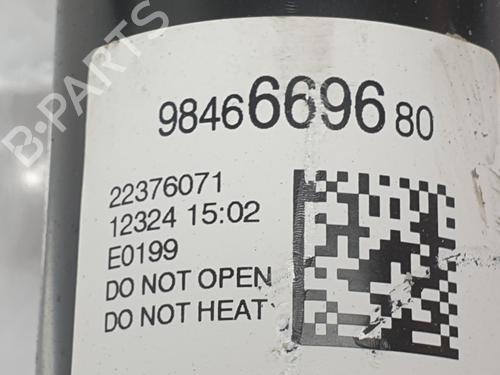 9846669680
22376071
12324 15:02
E0199
DO NOT OPEN
DO NOT HEAT
B-PARTS